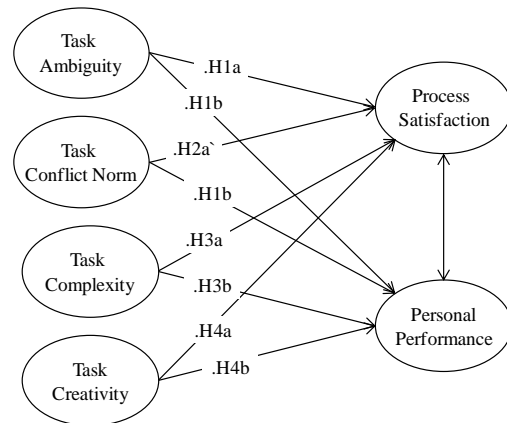 Task
Ambiguity
.H1a
.H1b
Process
Satisfaction
Task
Conflict Norm
.H2a
.H1b
.H3a
Task
Complexity
.H3b
Personal
Performance
.H4a
Task
Creativity
.H4b